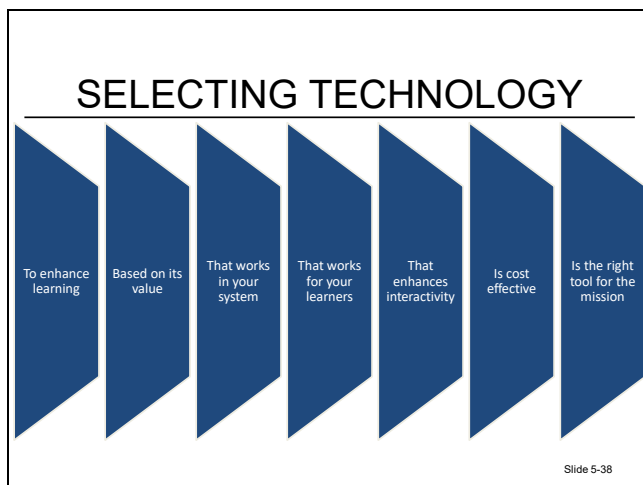 SELECTING TECHNOLOGY
To enhance
learning
Based on its
value
That works
in your
system
That works
for your
learners
That
enhances
interactivity
Is cost
effective
Is the right
tool for the
mission
Slide 5-38